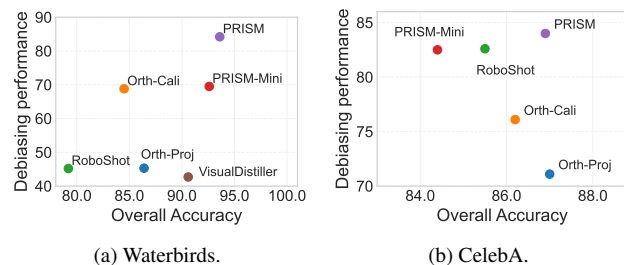 Debiasing performance
90
80
70
60
50
40
PRISM
Orth-Cali
PRISM-Mini
RoboShot
Orth-Proj
VisualDistiller
80.0 85.0 90.0 95.0 100.0
Overall Accuracy
(a) Waterbirds.
Debiasing performance
85
80
75
70
PRISM-Mini
PRISM
RoboShot
Orth-Cali
Orth-Proj
84.0 86.0 88.0
Overall Accuracy
(b) CelebA.